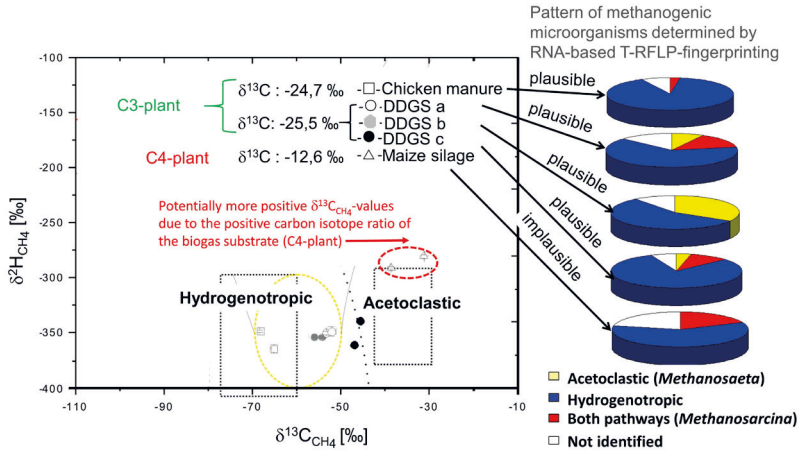 Pattern of methanogenic
microorganisms determined by
RNA-based T-RFLP-fingerprinting
-100
-150
-200
-250
-300
-350
-400
δ²H_CH4 [‰]
C3-plant
δ¹³C : -24,7 ‰
δ¹³C: -25,5 ‰
C4-plant
δ¹³C : -12,6 ‰
Chicken manure
DDGS a
DDGS b
DDGS c
Maize silage
plausible
plausible
plausible
plausible
implausible
Potentially more positive δ¹³C_CH4-values
due to the positive carbon isotope ratio of
the biogas substrate (C4-plant)
Hydrogenotropic
Acetoclastic
-110
-90
-70
-50
-30
-10
δ¹³C_CH4 [‰]
Acetoclastic (Methanosaeta)
Hydrogenotropic
Both pathways (Methanosarcina)
Not identified